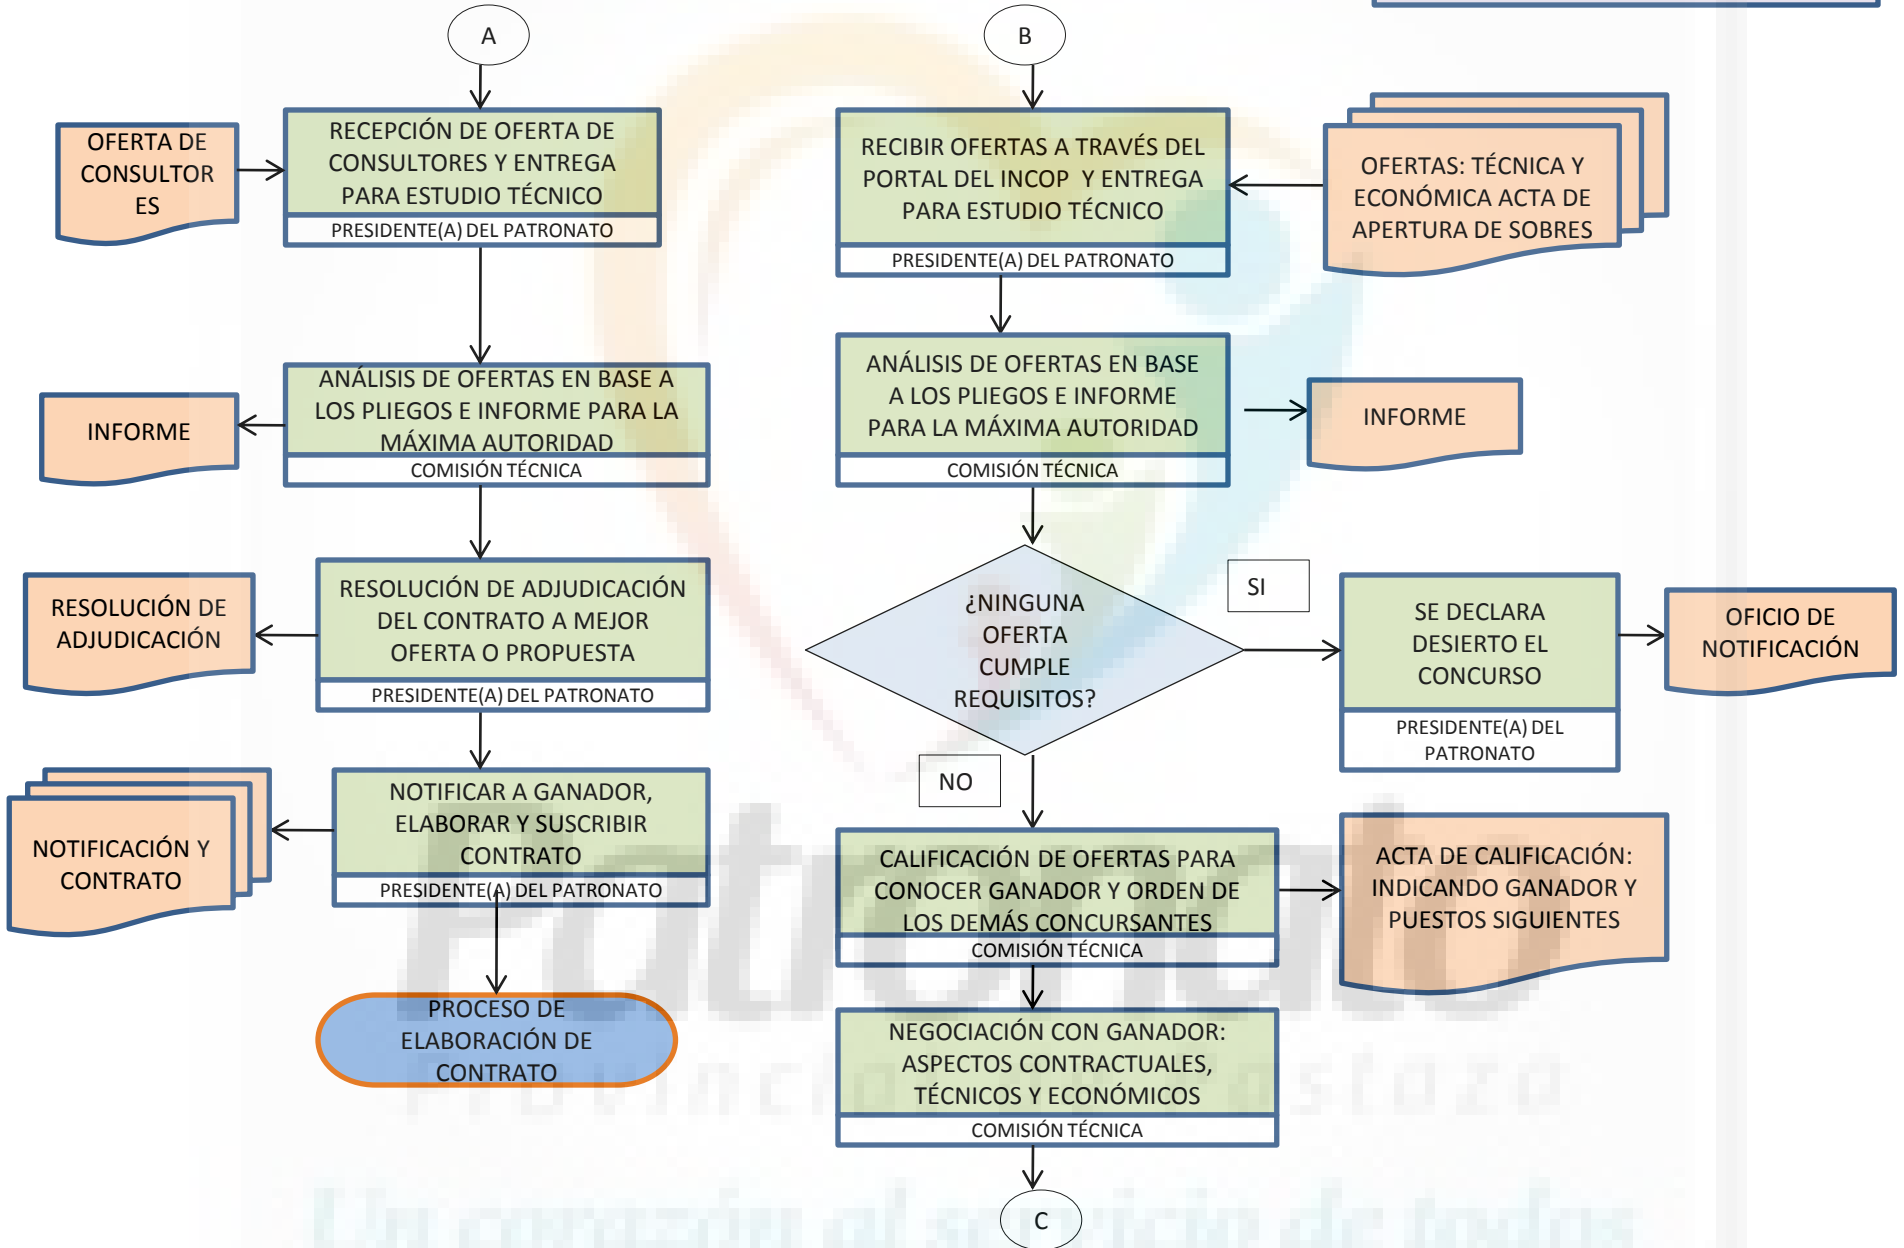 A
OFERTA DE
CONSULTOR
ES
RECEPCIÓN DE OFERTA DE
CONSULTORES Y ENTREGA
PARA ESTUDIO TÉCNICO
PRESIDENTE(A) DEL PATRONATO
ANÁLISIS DE OFERTAS EN BASE A
LOS PLIEGOS E INFORME PARA LA
MÁXIMA AUTORIDAD
COMISIÓN TÉCNICA
INFORME
RESOLUCIÓN DE ADJUDICACIÓN
DEL CONTRATO A MEJOR
OFERTA O PROPUESTA
PRESIDENTE(A) DEL PATRONATO
RESOLUCIÓN DE
ADJUDICACIÓN
NOTIFICAR A GANADOR,
ELABORAR Y SUSCRIBIR
CONTRATO
PRESIDENTE(A) DEL PATRONATO
NOTIFICACIÓN Y
CONTRATO
PROCESO DE
ELABORACIÓN DE
CONTRATO
B
RECIBIR OFERTAS A TRAVÉS DEL
PORTAL DEL INCOP Y ENTREGA
PARA ESTUDIO TÉCNICO
PRESIDENTE(A) DEL PATRONATO
OFERTAS: TÉCNICA Y
ECONÓMICA ACTA DE
APERTURA DE SOBRES
ANÁLISIS DE OFERTAS EN BASE
A LOS PLIEGOS E INFORME
PARA LA MÁXIMA AUTORIDAD
COMISIÓN TÉCNICA
INFORME
¿NINGUNA
OFERTA
CUMPLE
REQUISITOS?
SI
SE DECLARA
DESIERTO EL
CONCURSO
PRESIDENTE(A) DEL
PATRONATO
OFICIO DE
NOTIFICACIÓN
NO
CALIFICACIÓN DE OFERTAS PARA
CONOCER GANADOR Y ORDEN DE
LOS DEMÁS CONCURSANTES
COMISIÓN TÉCNICA
ACTA DE CALIFICACIÓN:
INDICANDO GANADOR Y
PUESTOS SIGUIENTES
NEGOCIACIÓN CON GANADOR:
ASPECTOS CONTRACTUALES,
TÉCNICOS Y ECONÓMICOS
COMISIÓN TÉCNICA
C
Patronato
Un corazón al servicio de todos